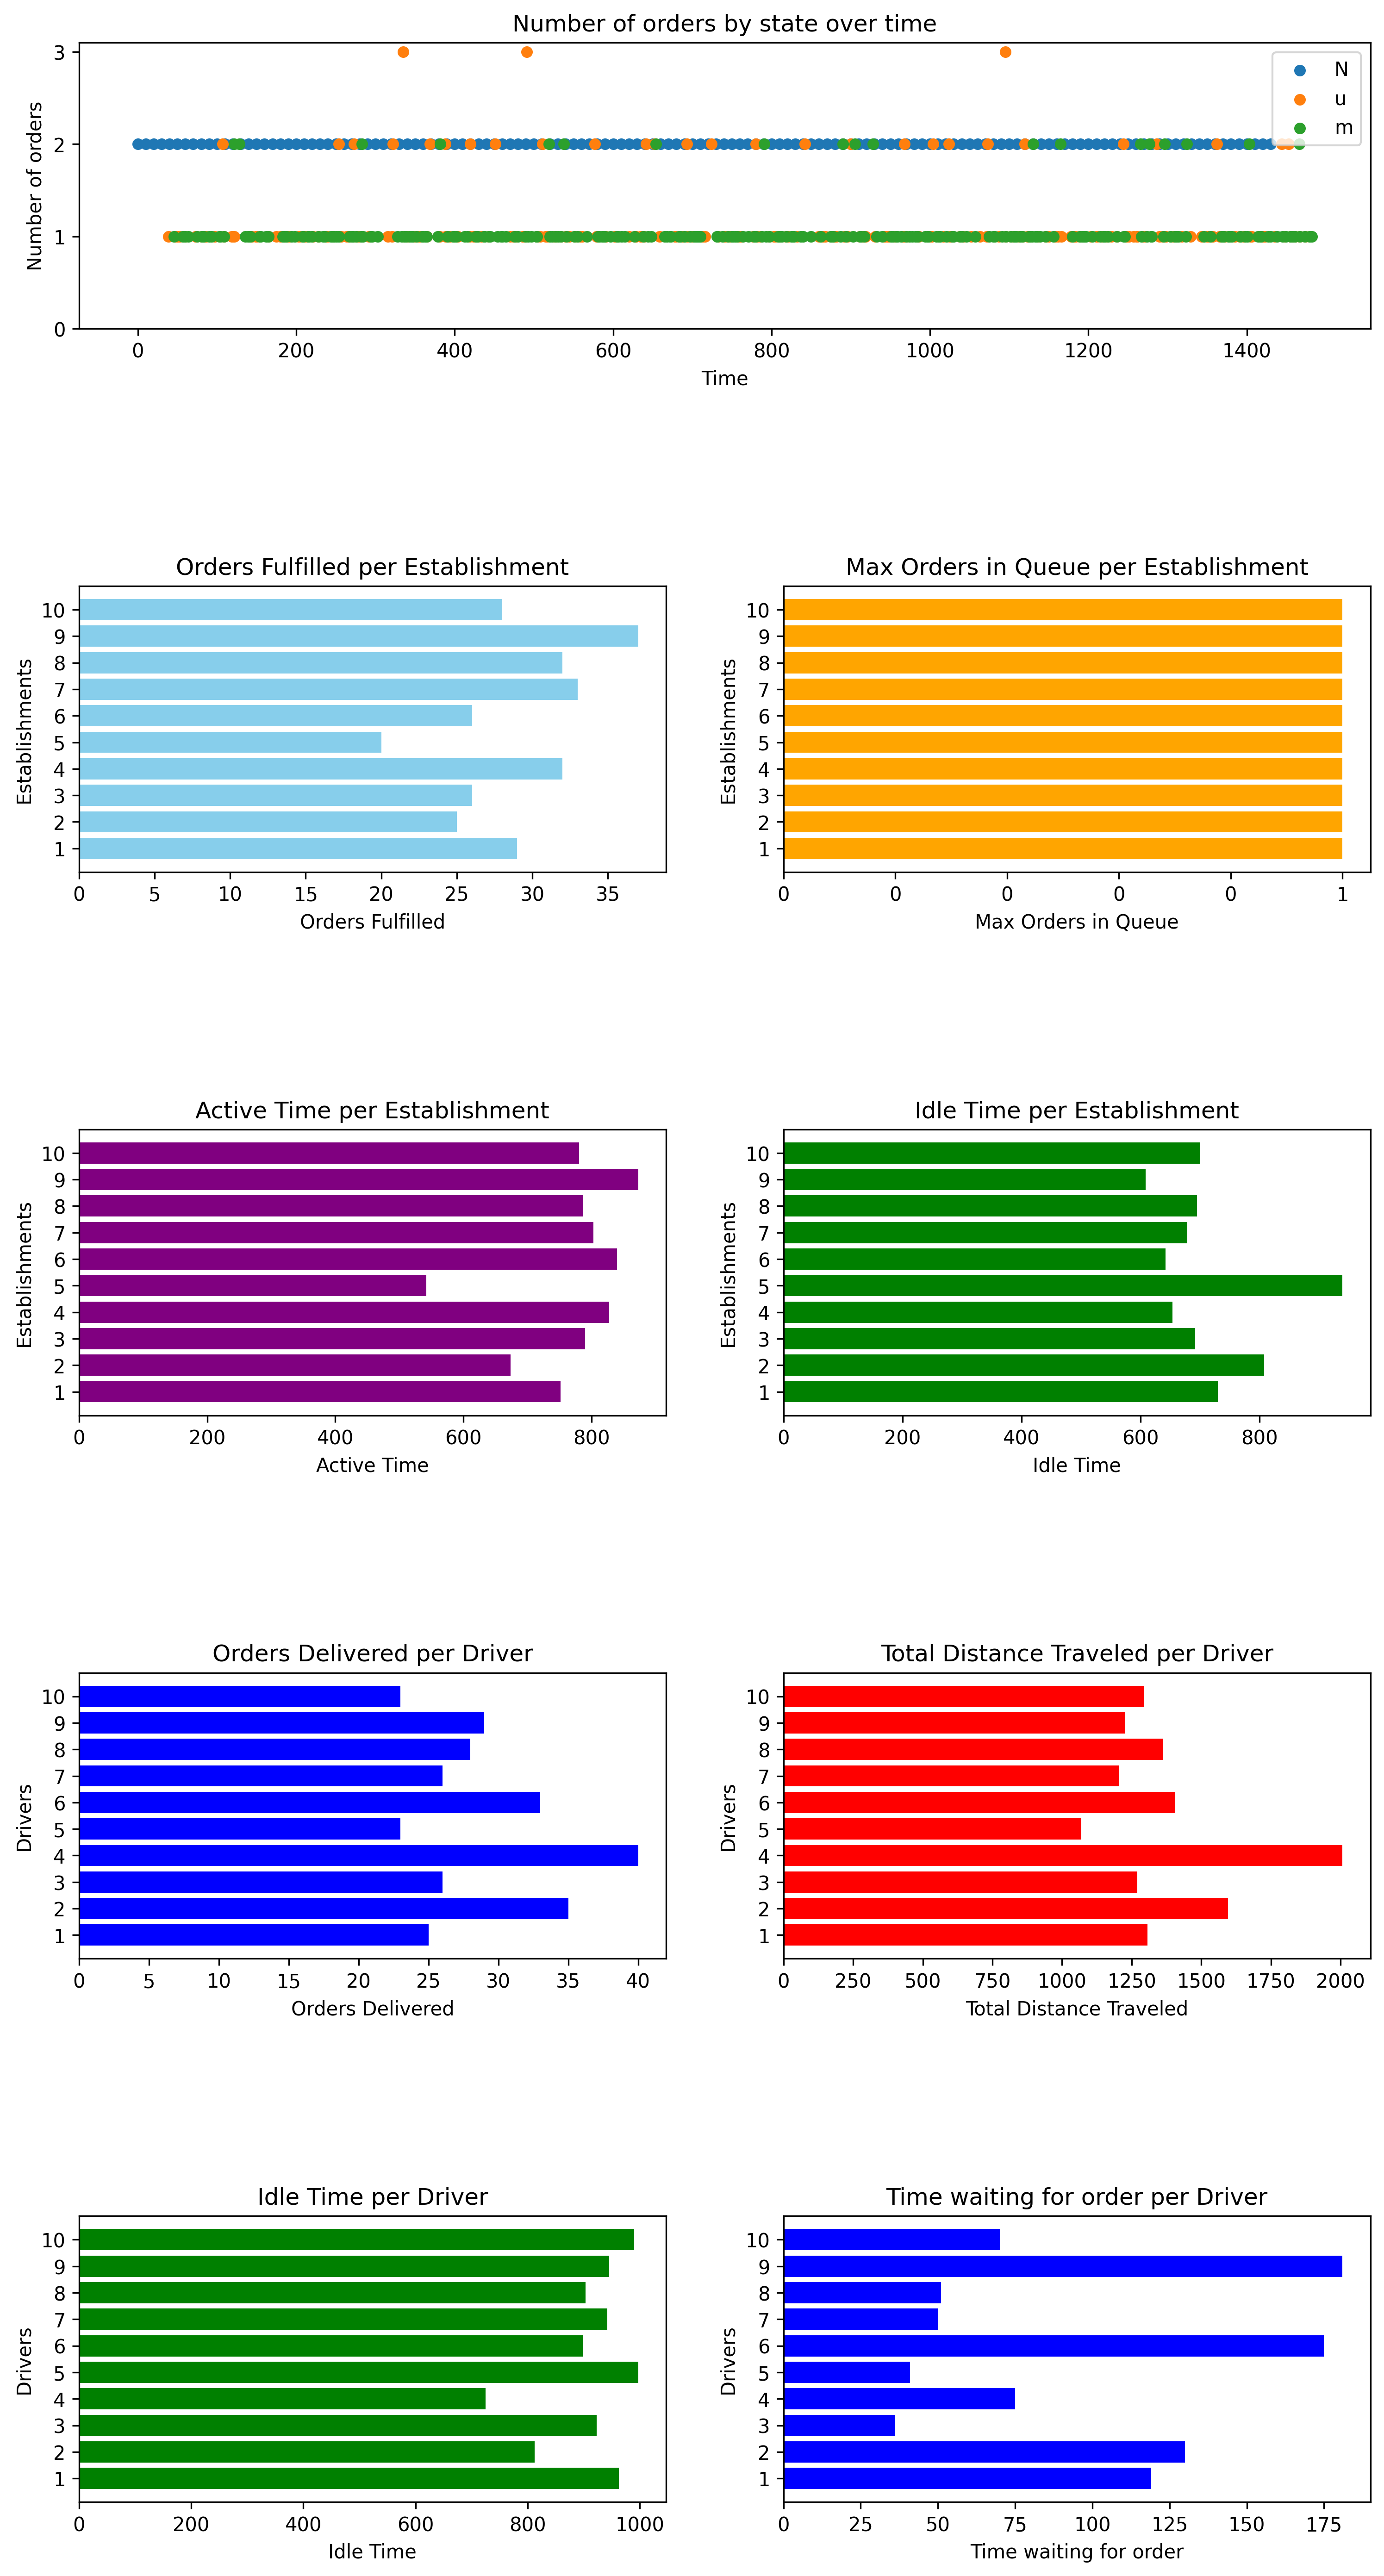 Number of orders by state over time
Number of orders
3
2
1
0
N
u
m
0 200 400 600 800 1000 1200 1400
Time
Orders Fulfilled per Establishment
Establishments
10
9
8
7
6
5
4
3
2
1
0 5 10 15 20 25 30 35
Orders Fulfilled
Max Orders in Queue per Establishment
Establishments
10
9
8
7
6
5
4
3
2
1
0 0 0 0 0 1
Max Orders in Queue
Active Time per Establishment
Establishments
10
9
8
7
6
5
4
3
2
1
0 200 400 600 800
Active Time
Idle Time per Establishment
Establishments
10
9
8
7
6
5
4
3
2
1
0 200 400 600 800
Idle Time
Orders Delivered per Driver
Drivers
10
9
8
7
6
5
4
3
2
1
0 5 10 15 20 25 30 35 40
Orders Delivered
Total Distance Traveled per Driver
Drivers
10
9
8
7
6
5
4
3
2
1
0 250 500 750 1000 1250 1500 1750 2000
Total Distance Traveled
Idle Time per Driver
Drivers
10
9
8
7
6
5
4
3
2
1
0 200 400 600 800 1000
Idle Time
Time waiting for order per Driver
Drivers
10
9
8
7
6
5
4
3
2
1
0 25 50 75 100 125 150 175
Time waiting for order